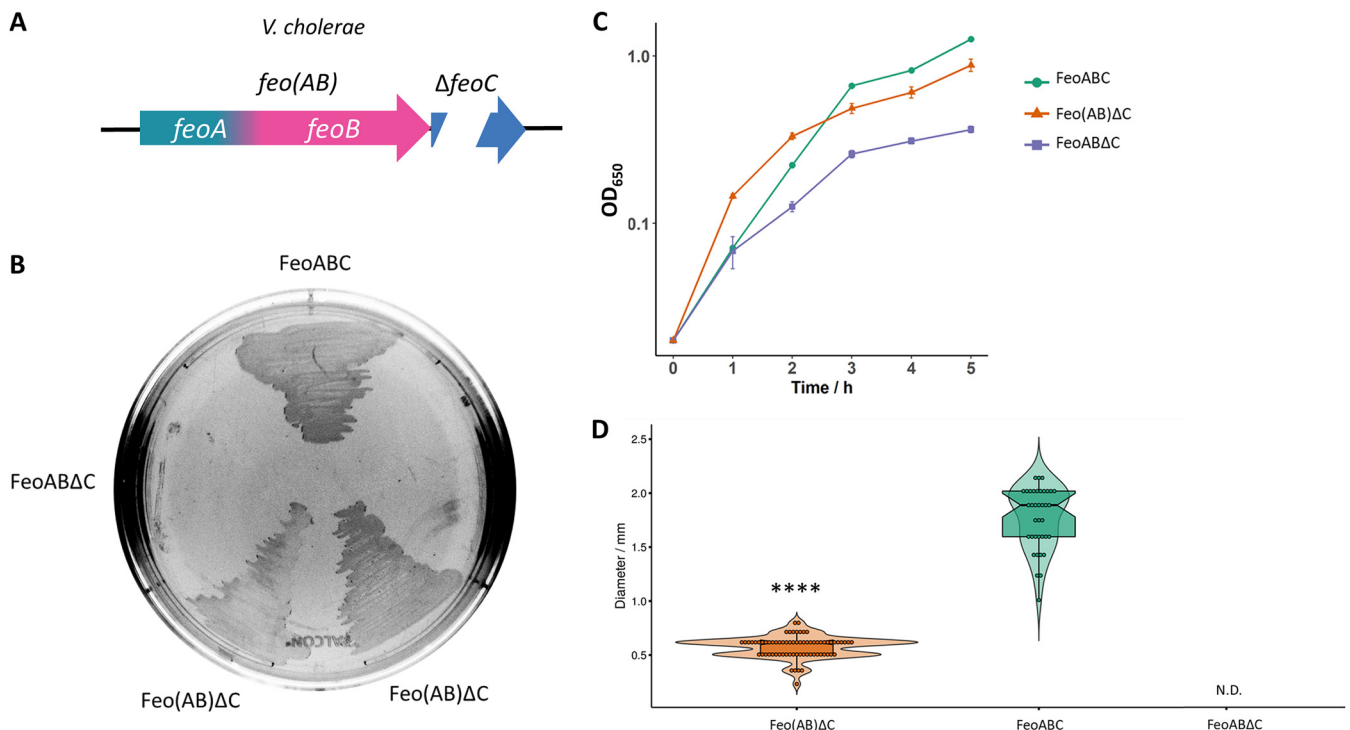 A
V. cholerae
feo(AB)
ΔfeoC
feoA
feoB
B
FeoABC
FeoABΔC
Feo(AB)ΔC
Feo(AB)ΔC
FALCON
C
OD650
1.0
0.1
0
1
2
3
4
5
Time / h
FeoABC
Feo(AB)ΔC
FeoABΔC
D
Diameter / mm
2.5
2.0
1.5
1.0
0.5
****
N.D.
Feo(AB)ΔC
FeoABC
FeoABΔC